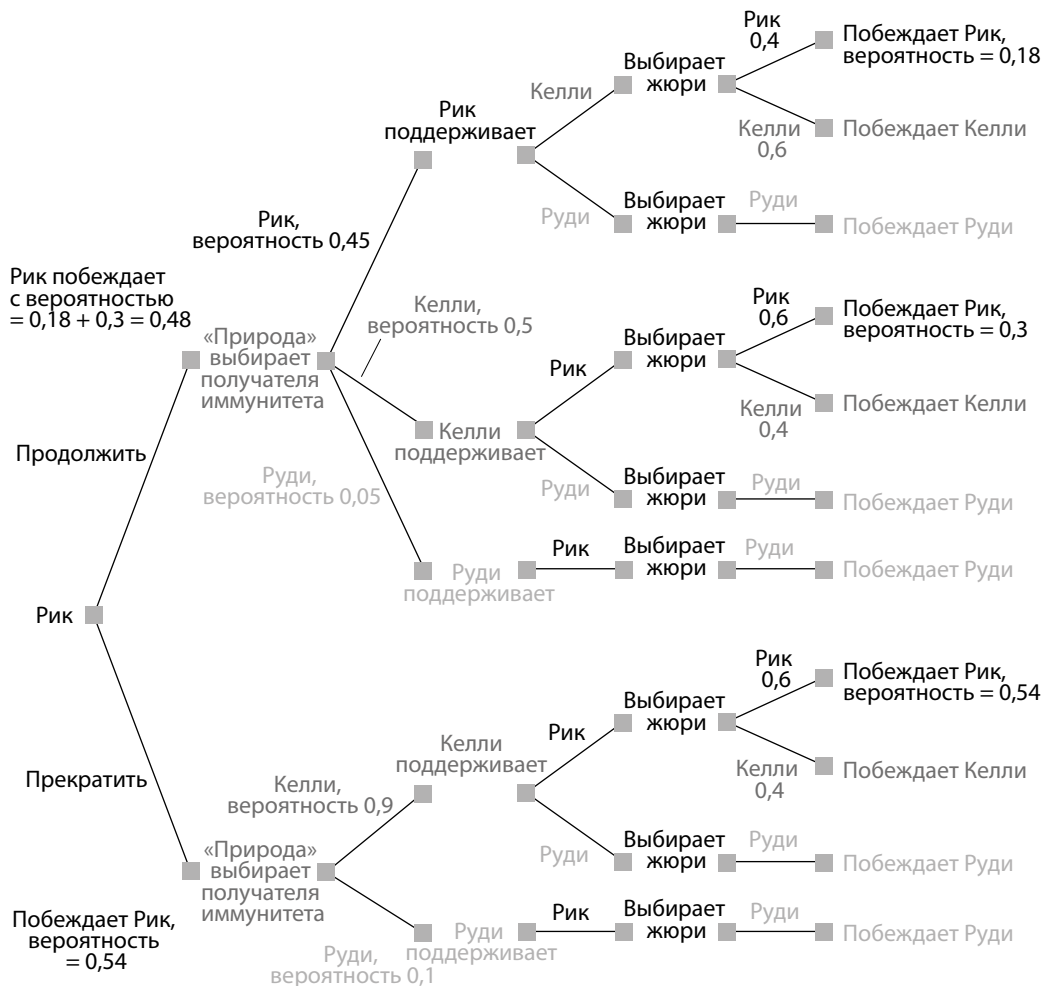 Рик
0,4
Побеждает Рик,
вероятность = 0,18
Выбирает
жюри
Келли
Рик
поддерживает
Келли
0,6
Побеждает Келли
Руди
Выбирает
жюри
Руди
Побеждает Руди
Рик,
вероятность 0,45
Рик побеждает
с вероятностью
= 0,18 + 0,3 = 0,48
«Природа»
выбирает
получателя
иммунитета
Келли,
вероятность 0,5
Рик
0,6
Побеждает Рик,
вероятность = 0,3
Выбирает
жюри
Рик
Келли
0,4
Побеждает Келли
Келли
поддерживает
Продолжить
Руди,
вероятность 0,05
Руди
Выбирает
жюри
Руди
Побеждает Руди
Руди
поддерживает
Рик
Выбирает
жюри
Руди
Побеждает Руди
Рик
Рик
0,6
Побеждает Рик,
вероятность = 0,54
Выбирает
жюри
Рик
Келли
поддерживает
Келли
0,4
Побеждает Келли
Прекратить
Келли,
вероятность 0,9
«Природа»
выбирает
получателя
иммунитета
Руди
Выбирает
жюри
Руди
Побеждает Руди
Побеждает Рик,
вероятность
= 0,54
Руди,
вероятность 0,1
Руди
поддерживает
Рик
Выбирает
жюри
Руди
Побеждает Руди